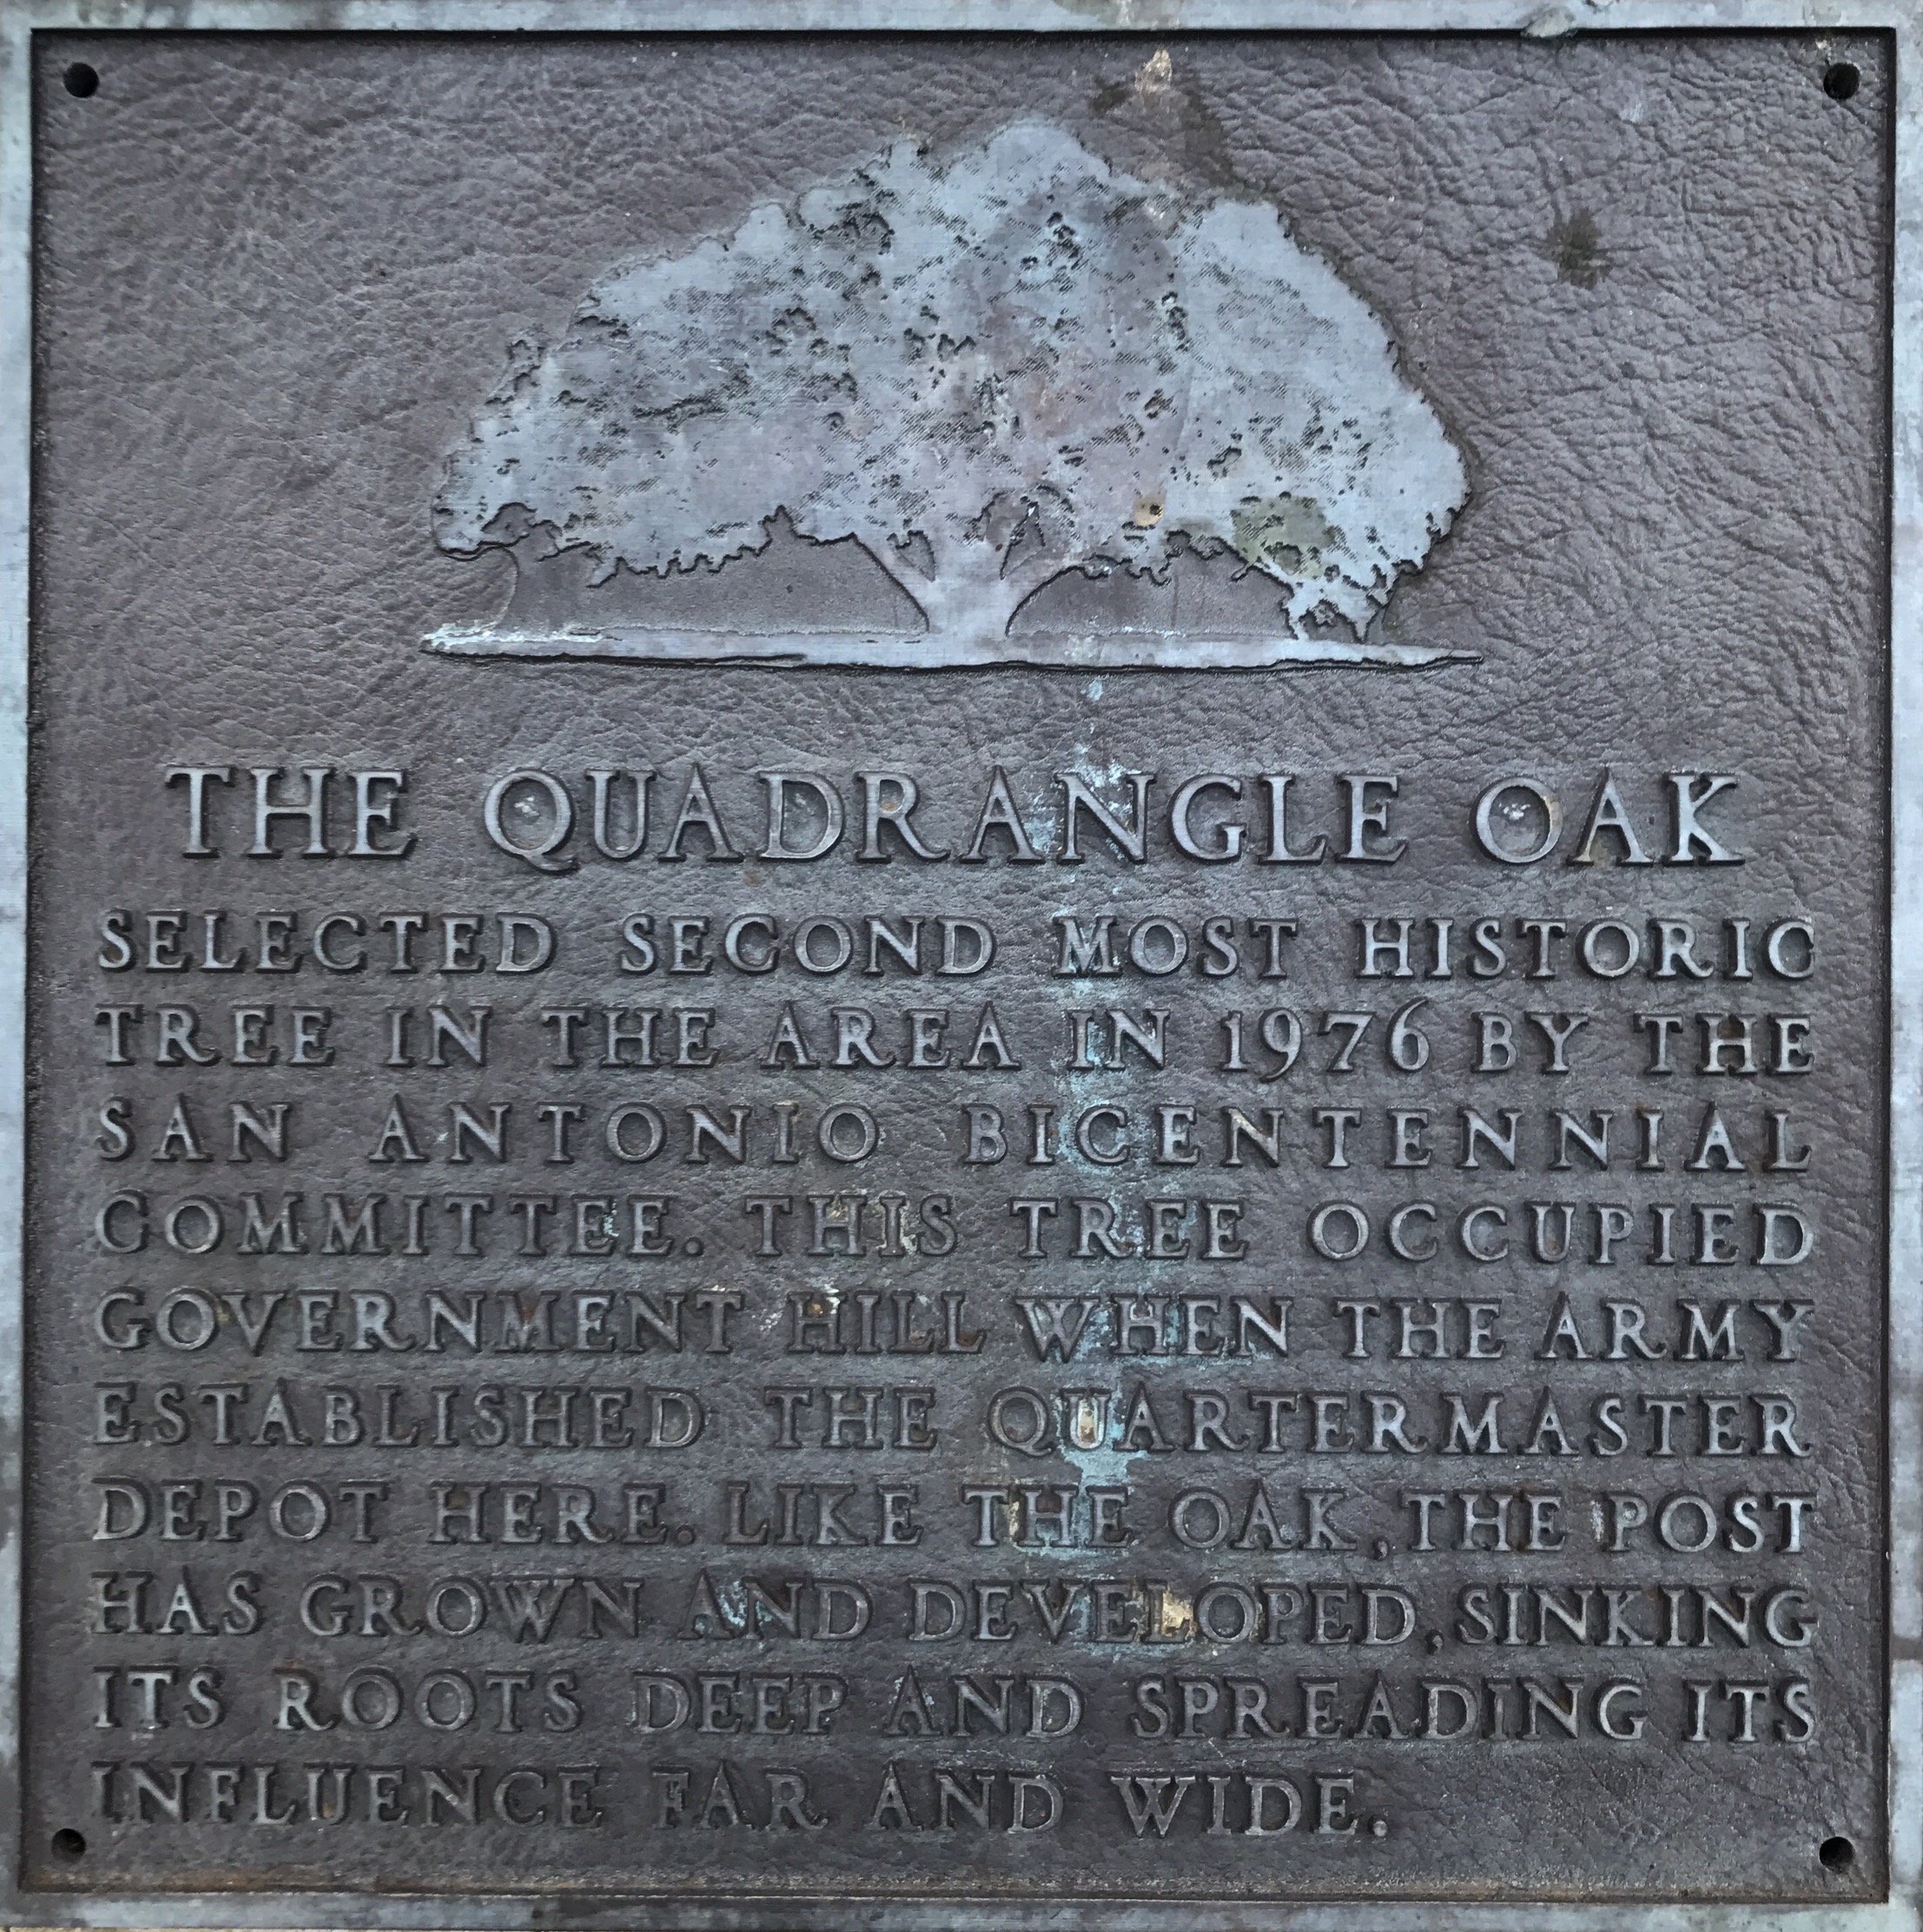 THE QUADRANGLE OAK
SELECTED SECOND MOST HISTORIC
TREE IN THE AREA IN 1976 BY THE
SAN ANTONIO BICENTENNIAL
COMMITTEE. THIS TREE OCCUPIED
GOVERNMENT HILL WHEN THE ARMY
ESTABLISHED THE QUARTERMASTER
DEPOT HERE. LIKE THE OAK, THE POST
HAS GROWN AND DEVELOPED, SINKING
ITS ROOTS DEEP AND SPREADING ITS
INFLUENCE FAR AND WIDE.